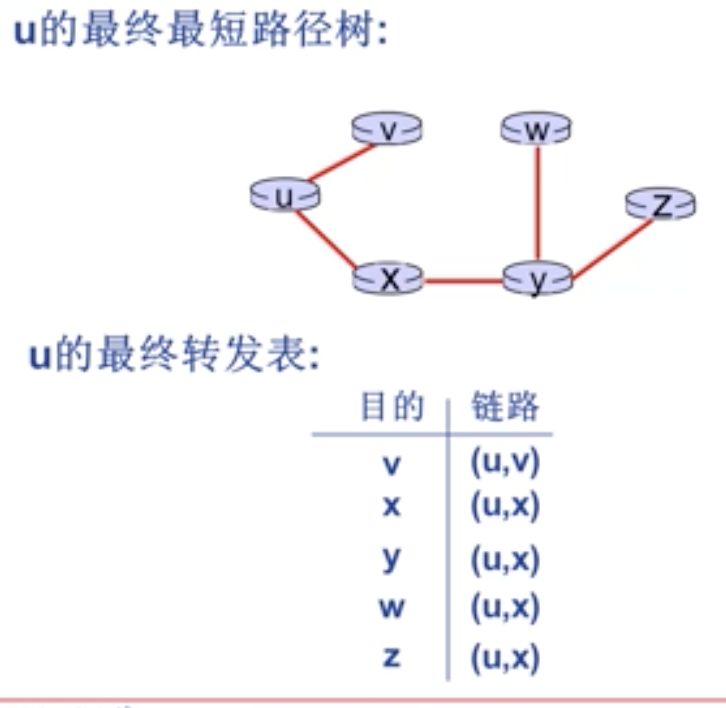 u的最终最短路径树:
v
w
u
z
x
y
u的最终转发表:
目的 链路
v (u,v)
x (u,x)
y (u,x)
w (u,x)
z (u,x)